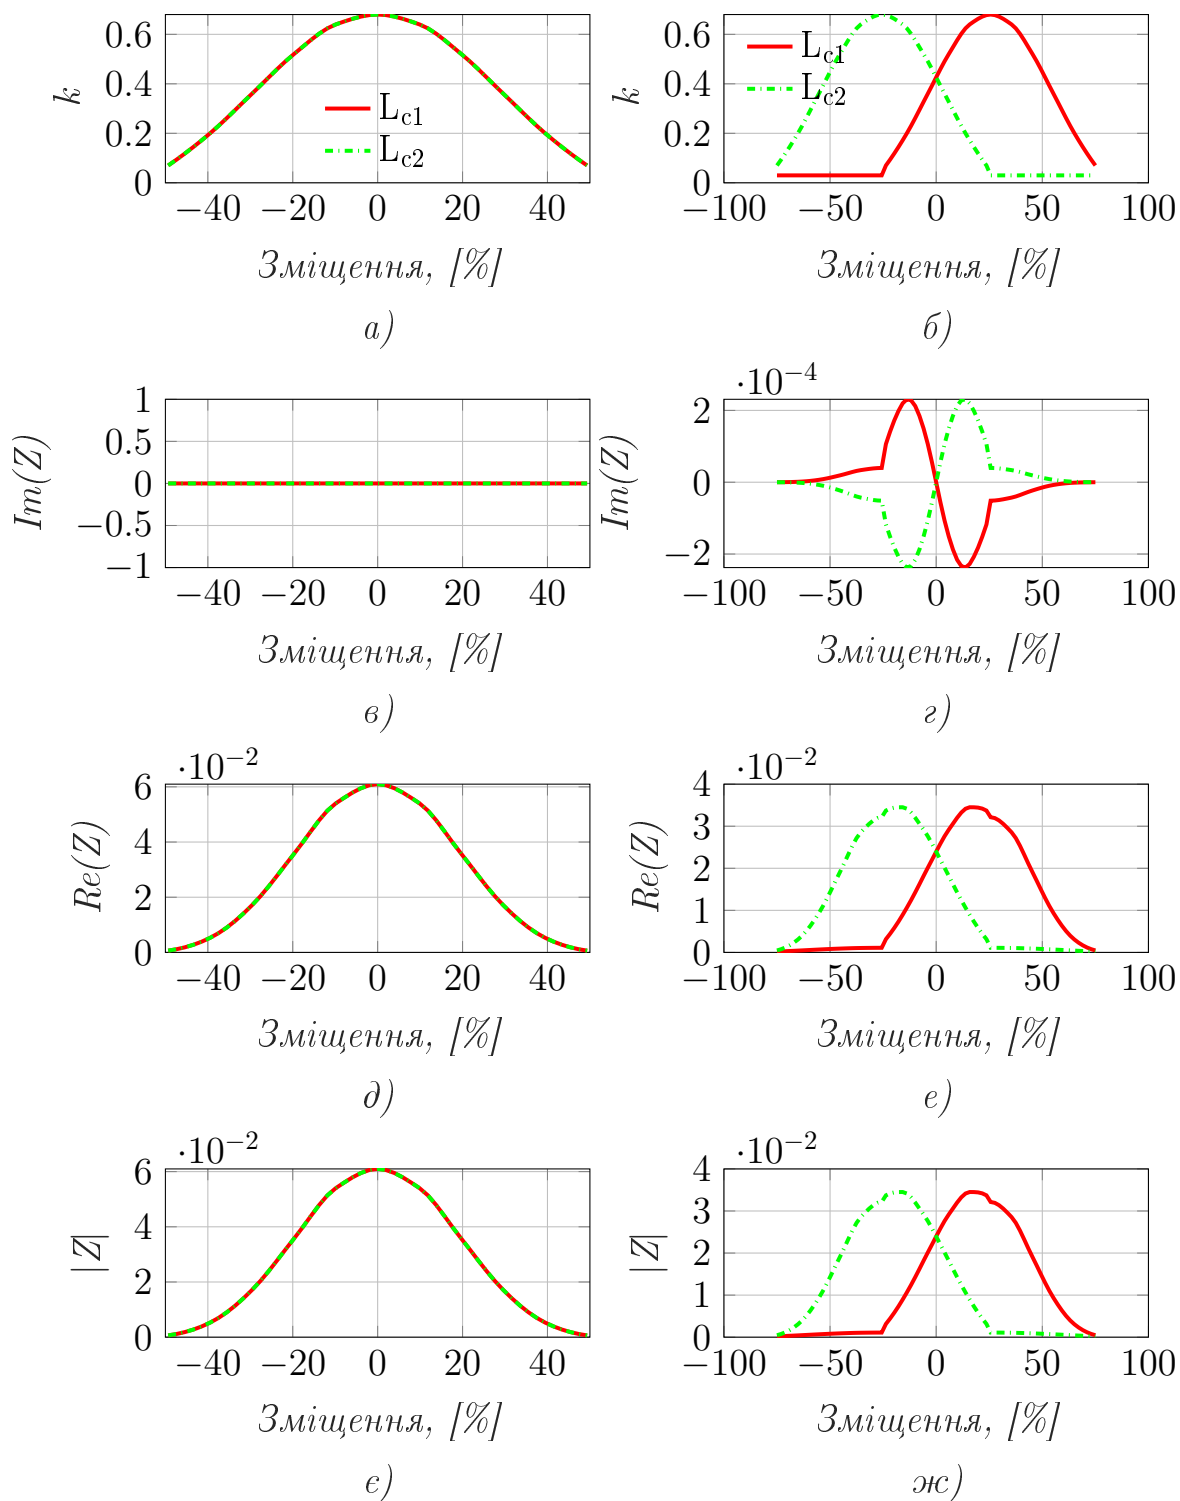 0.6
0.4
0.2
0
k
L_c1
L_c2
−40 −20 0 20 40
Зміщення, [%]
а)
0.6
0.4
0.2
0
k
L_c1
L_c2
−100 −50 0 50 100
Зміщення, [%]
б)
1
0.5
0
−0.5
−1
Im(Z)
−40 −20 0 20 40
Зміщення, [%]
в)
·10⁻⁴
2
0
−2
Im(Z)
−100 −50 0 50 100
Зміщення, [%]
г)
·10⁻²
6
4
2
0
Re(Z)
−40 −20 0 20 40
Зміщення, [%]
д)
·10⁻²
4
3
2
1
0
Re(Z)
−100 −50 0 50 100
Зміщення, [%]
е)
·10⁻²
6
4
2
0
|Z|
−40 −20 0 20 40
Зміщення, [%]
є)
·10⁻²
4
3
2
1
0
|Z|
−100 −50 0 50 100
Зміщення, [%]
ж)